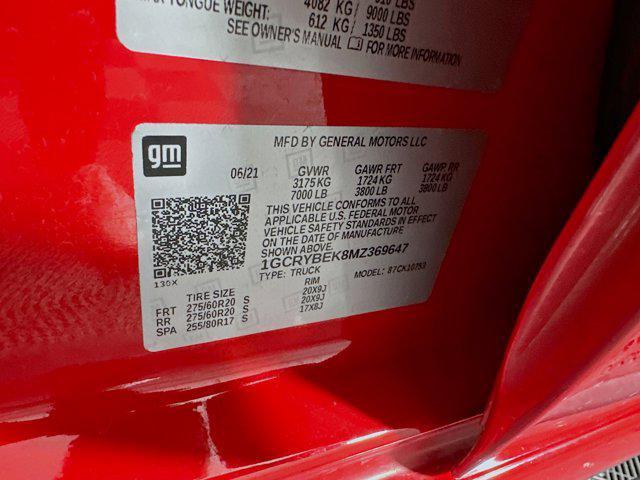 MAX TONGUE WEIGHT:
4082 KG
9000 LBS
612 KG
1350 LBS
SEE OWNER'S MANUAL FOR MORE INFORMATION
gm
MFD BY GENERAL MOTORS LLC
06/21 GVWR GAWR FRT GAWR RR
3175 KG 1724 KG 1724 KG
7000 LB 3800 LB 3800 LB
THIS VEHICLE CONFORMS TO ALL
APPLICABLE U.S. FEDERAL MOTOR
VEHICLE SAFETY STANDARDS IN EFFECT
ON THE DATE OF MANUFACTURE
SHOWN ABOVE.
1GCRYBEK8MZ369647
TYPE: TRUCK MODEL: 87CK10753
130X
TIRE SIZE RIM
FRT 275/60R20 S 20X9J
RR 275/60R20 S 20X9J
SPA 255/80R17 S 17X8J